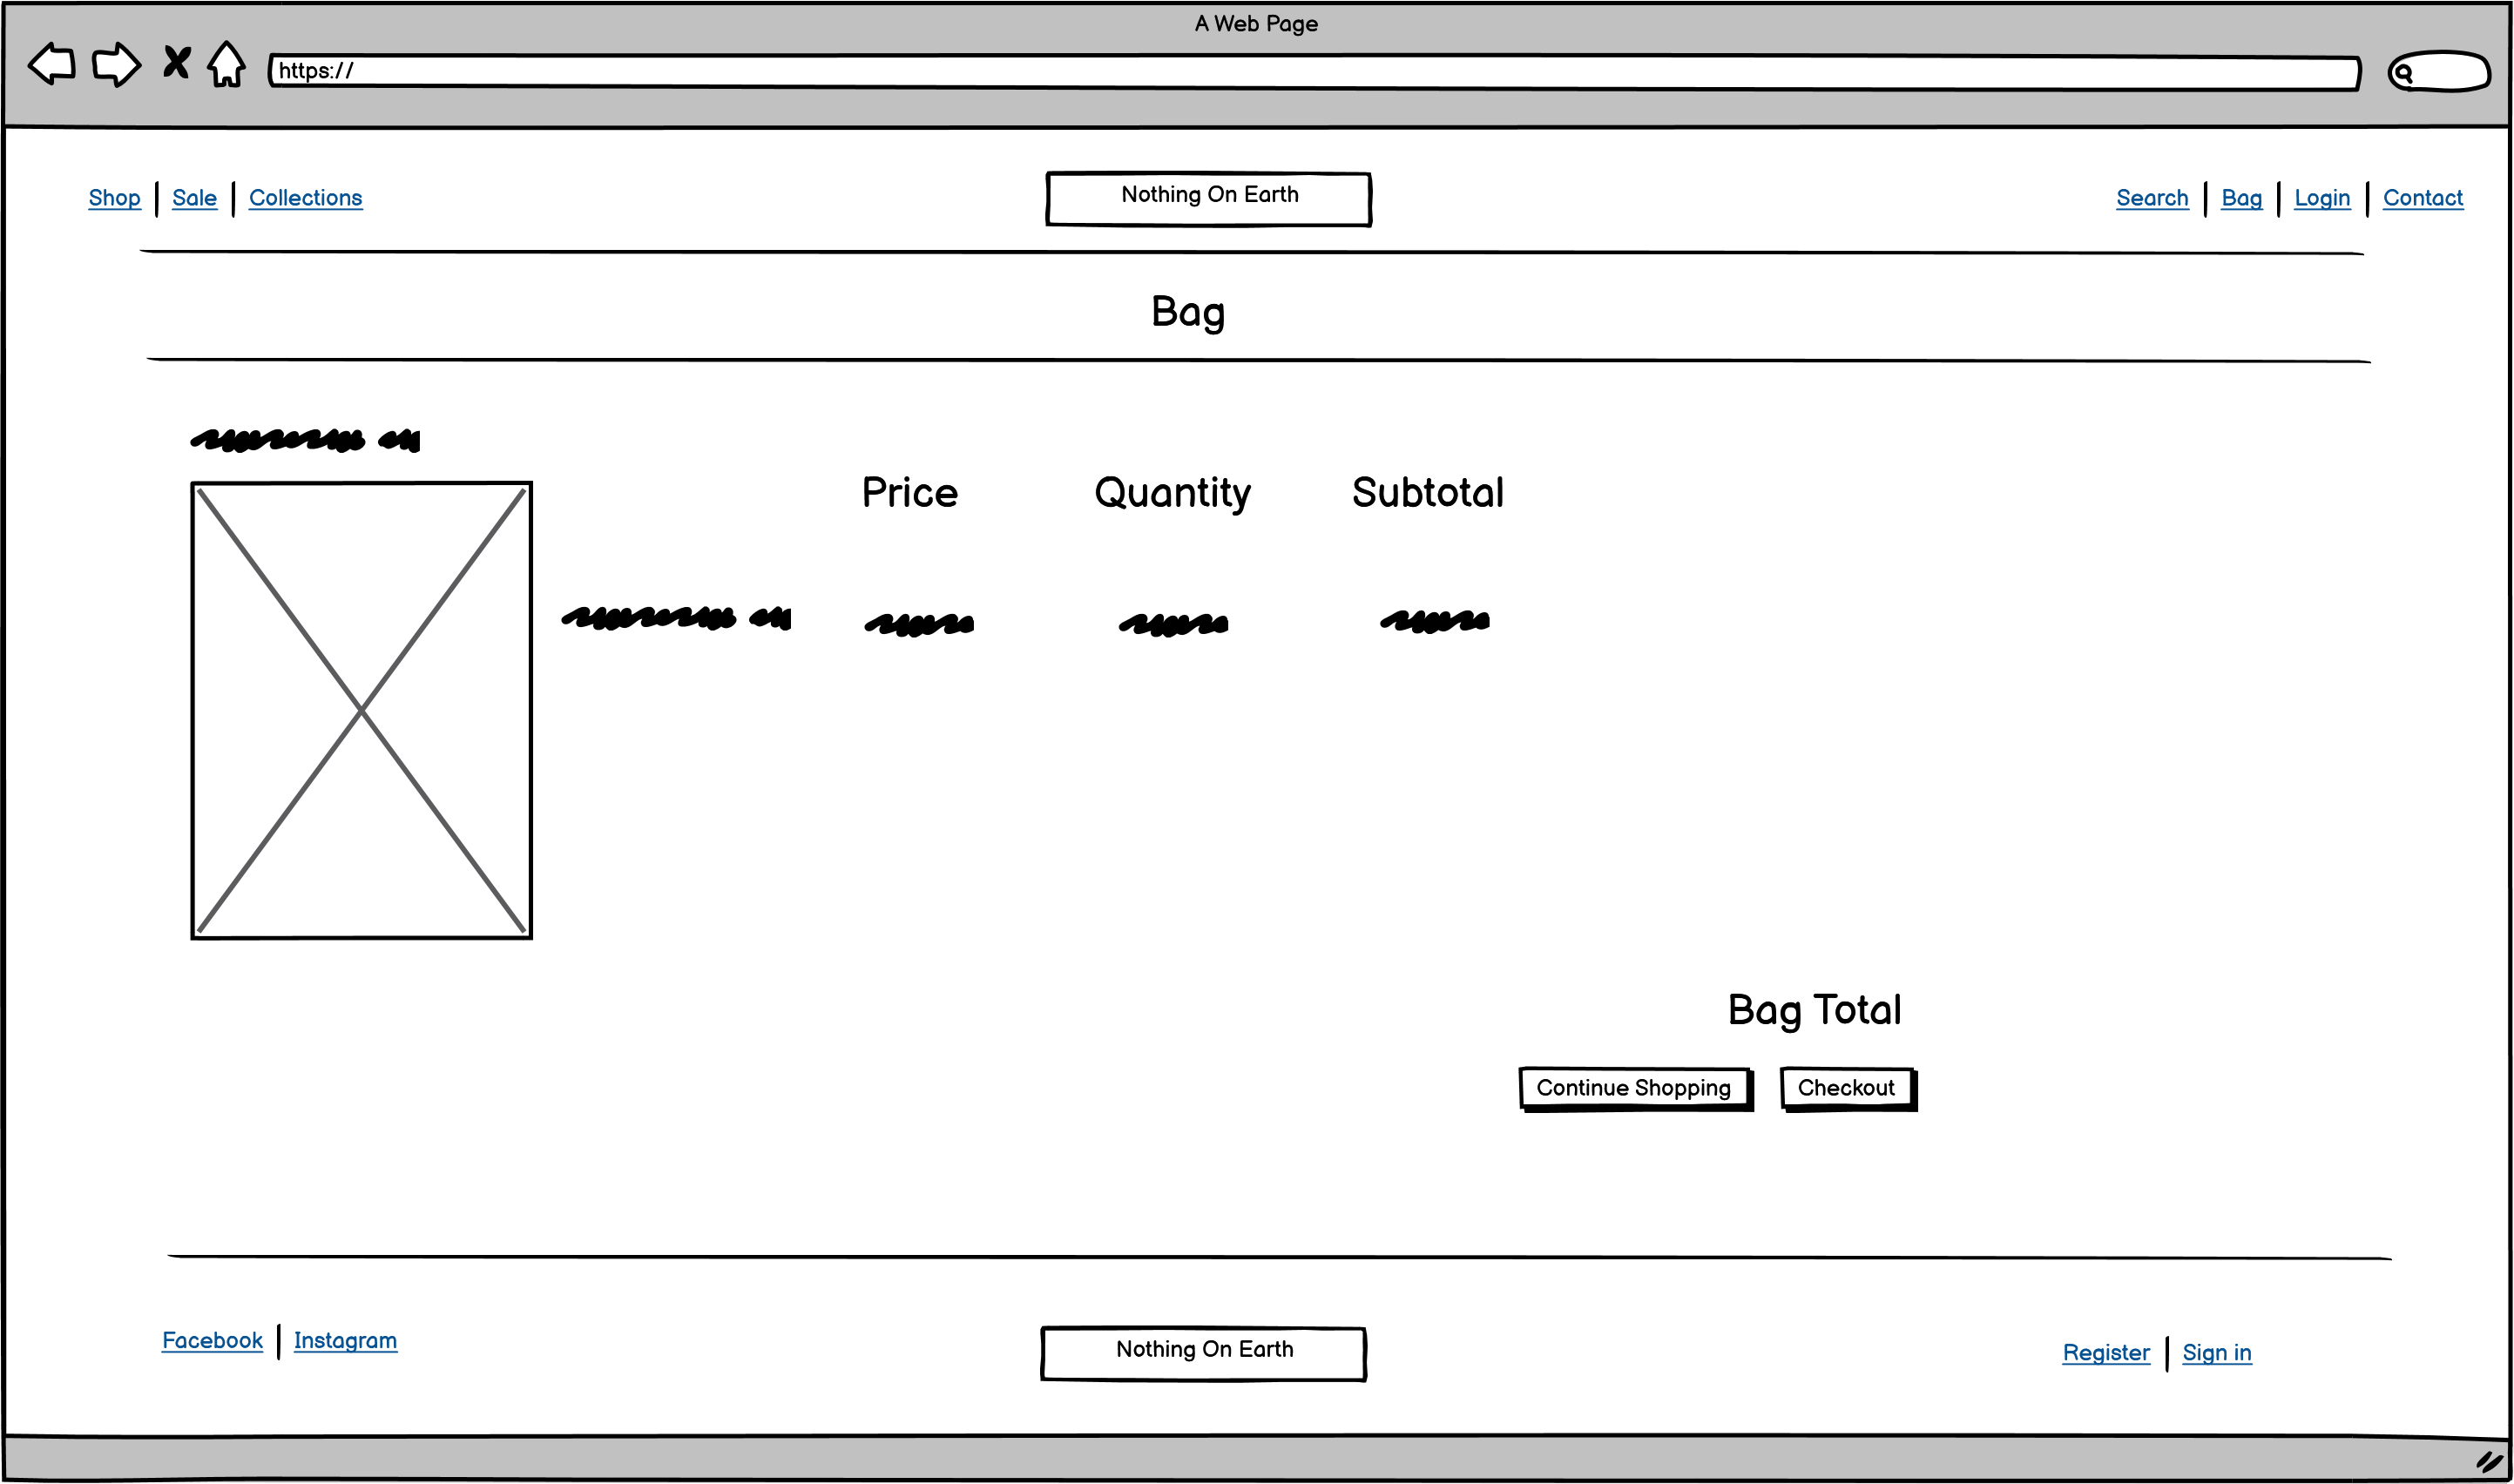 A Web Page
https://
Shop Sale Collections
Nothing On Earth
Search Bag Login Contact
Bag
Price Quantity Subtotal
Bag Total
Continue Shopping Checkout
Facebook Instagram
Nothing On Earth
Register Sign in